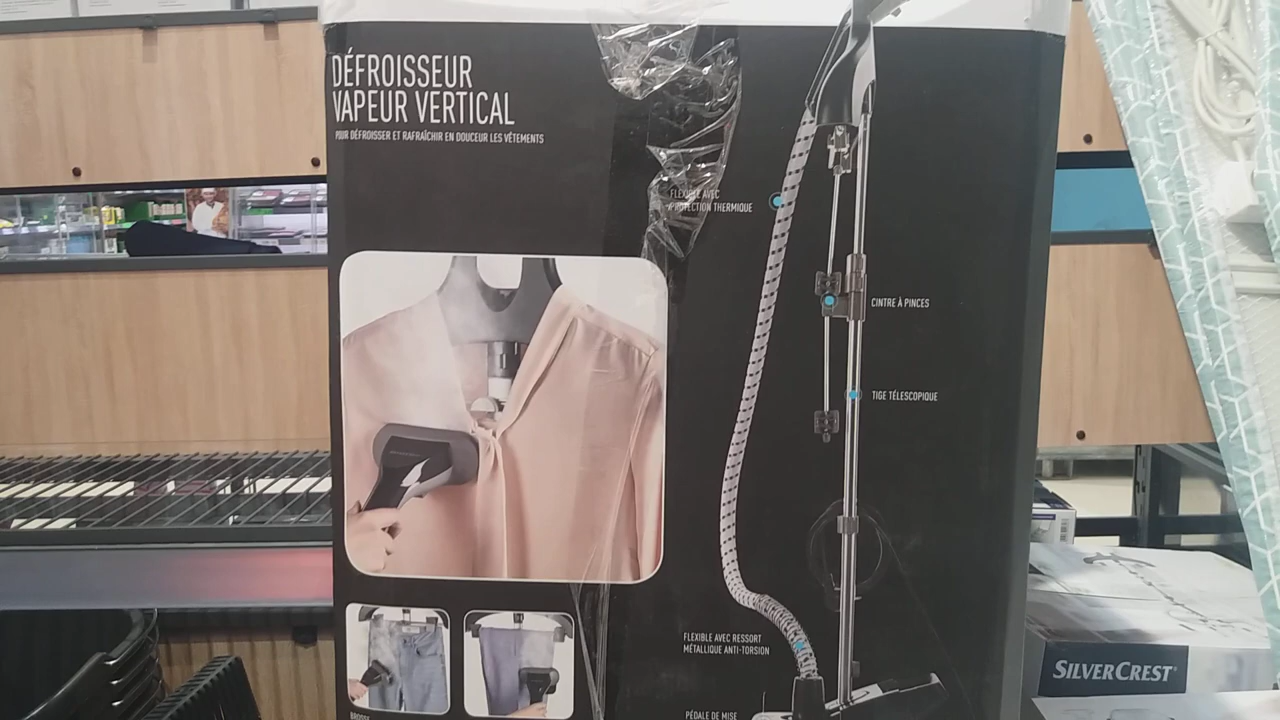 DÉFROISSEUR
VAPEUR VERTICAL
POUR DÉFROISSER ET RAFRAÎCHIR EN DOUCEUR LES VÊTEMENTS
FLEXIBLE AVEC
PROTECTION THERMIQUE
CINTRE À PINCES
TIGE TÉLESCOPIQUE
FLEXIBLE AVEC RESSORT
MÉTALLIQUE ANTI-TORSION
PÉDALE DE MISE
BROSSE
SILVERCREST®